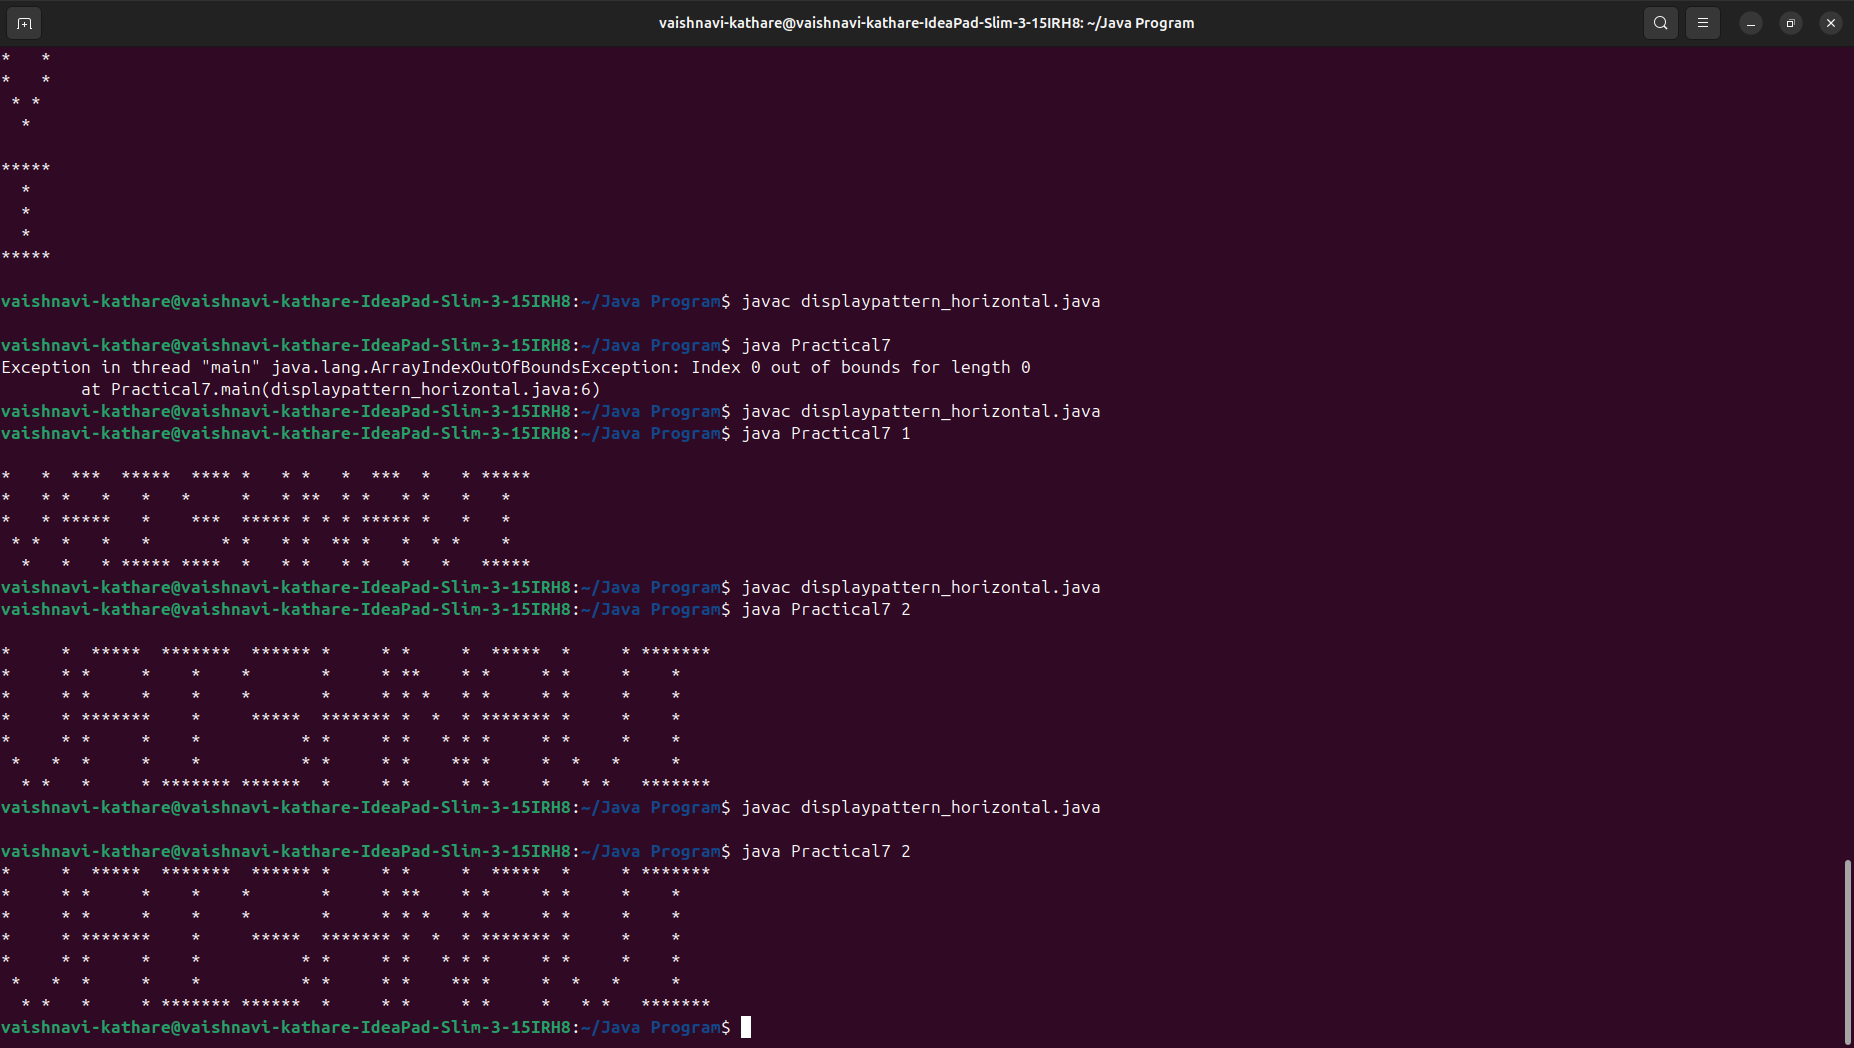 vaishnavi-kathare@vaishnavi-kathare-IdeaPad-Slim-3-15IRH8: ~/Java Program
*   *
*   *
 * *
  *
*****
  *
  *
  *
*****
vaishnavi-kathare@vaishnavi-kathare-IdeaPad-Slim-3-15IRH8:~/Java Program$ javac displaypattern_horizontal.java
vaishnavi-kathare@vaishnavi-kathare-IdeaPad-Slim-3-15IRH8:~/Java Program$ java Practical7
Exception in thread "main" java.lang.ArrayIndexOutOfBoundsException: Index 0 out of bounds for length 0
        at Practical7.main(displaypattern_horizontal.java:6)
vaishnavi-kathare@vaishnavi-kathare-IdeaPad-Slim-3-15IRH8:~/Java Program$ javac displaypattern_horizontal.java
vaishnavi-kathare@vaishnavi-kathare-IdeaPad-Slim-3-15IRH8:~/Java Program$ java Practical7 1
*   *  ***  *****  **** *   * *   *  ***  *   * *****
*   * *   *   *   *     *   * **  * *   * *   *   *
*   * *****   *    ***  ***** * * * ***** *   *   *
 * *  *   *   *       * *   * *  ** *   *  * *    *
  *   *   * ***** ****  *   * *   * *   *   *   *****
vaishnavi-kathare@vaishnavi-kathare-IdeaPad-Slim-3-15IRH8:~/Java Program$ javac displaypattern_horizontal.java
vaishnavi-kathare@vaishnavi-kathare-IdeaPad-Slim-3-15IRH8:~/Java Program$ java Practical7 2
*     *  *****  *******  ****** *     * *     *  *****  *     * *******
*     * *     *    *    *       *     * **    * *     * *     *    *
*     * *     *    *    *       *     * * *   * *     * *     *    *
*     * *******    *     *****  ******* *  *  * ******* *     *    *
*     * *     *    *          * *     * *   * * *     * *     *    *
 *   *  *     *    *          * *     * *    ** *     *  *   *     *
  * *   *     * ******* ******  *     * *     * *     *   * *   *******
vaishnavi-kathare@vaishnavi-kathare-IdeaPad-Slim-3-15IRH8:~/Java Program$ javac displaypattern_horizontal.java
vaishnavi-kathare@vaishnavi-kathare-IdeaPad-Slim-3-15IRH8:~/Java Program$ java Practical7 2
*     *  *****  *******  ****** *     * *     *  *****  *     * *******
*     * *     *    *    *       *     * **    * *     * *     *    *
*     * *     *    *    *       *     * * *   * *     * *     *    *
*     * *******    *     *****  ******* *  *  * ******* *     *    *
*     * *     *    *          * *     * *   * * *     * *     *    *
 *   *  *     *    *          * *     * *    ** *     *  *   *     *
  * *   *     * ******* ******  *     * *     * *     *   * *   *******
vaishnavi-kathare@vaishnavi-kathare-IdeaPad-Slim-3-15IRH8:~/Java Program$